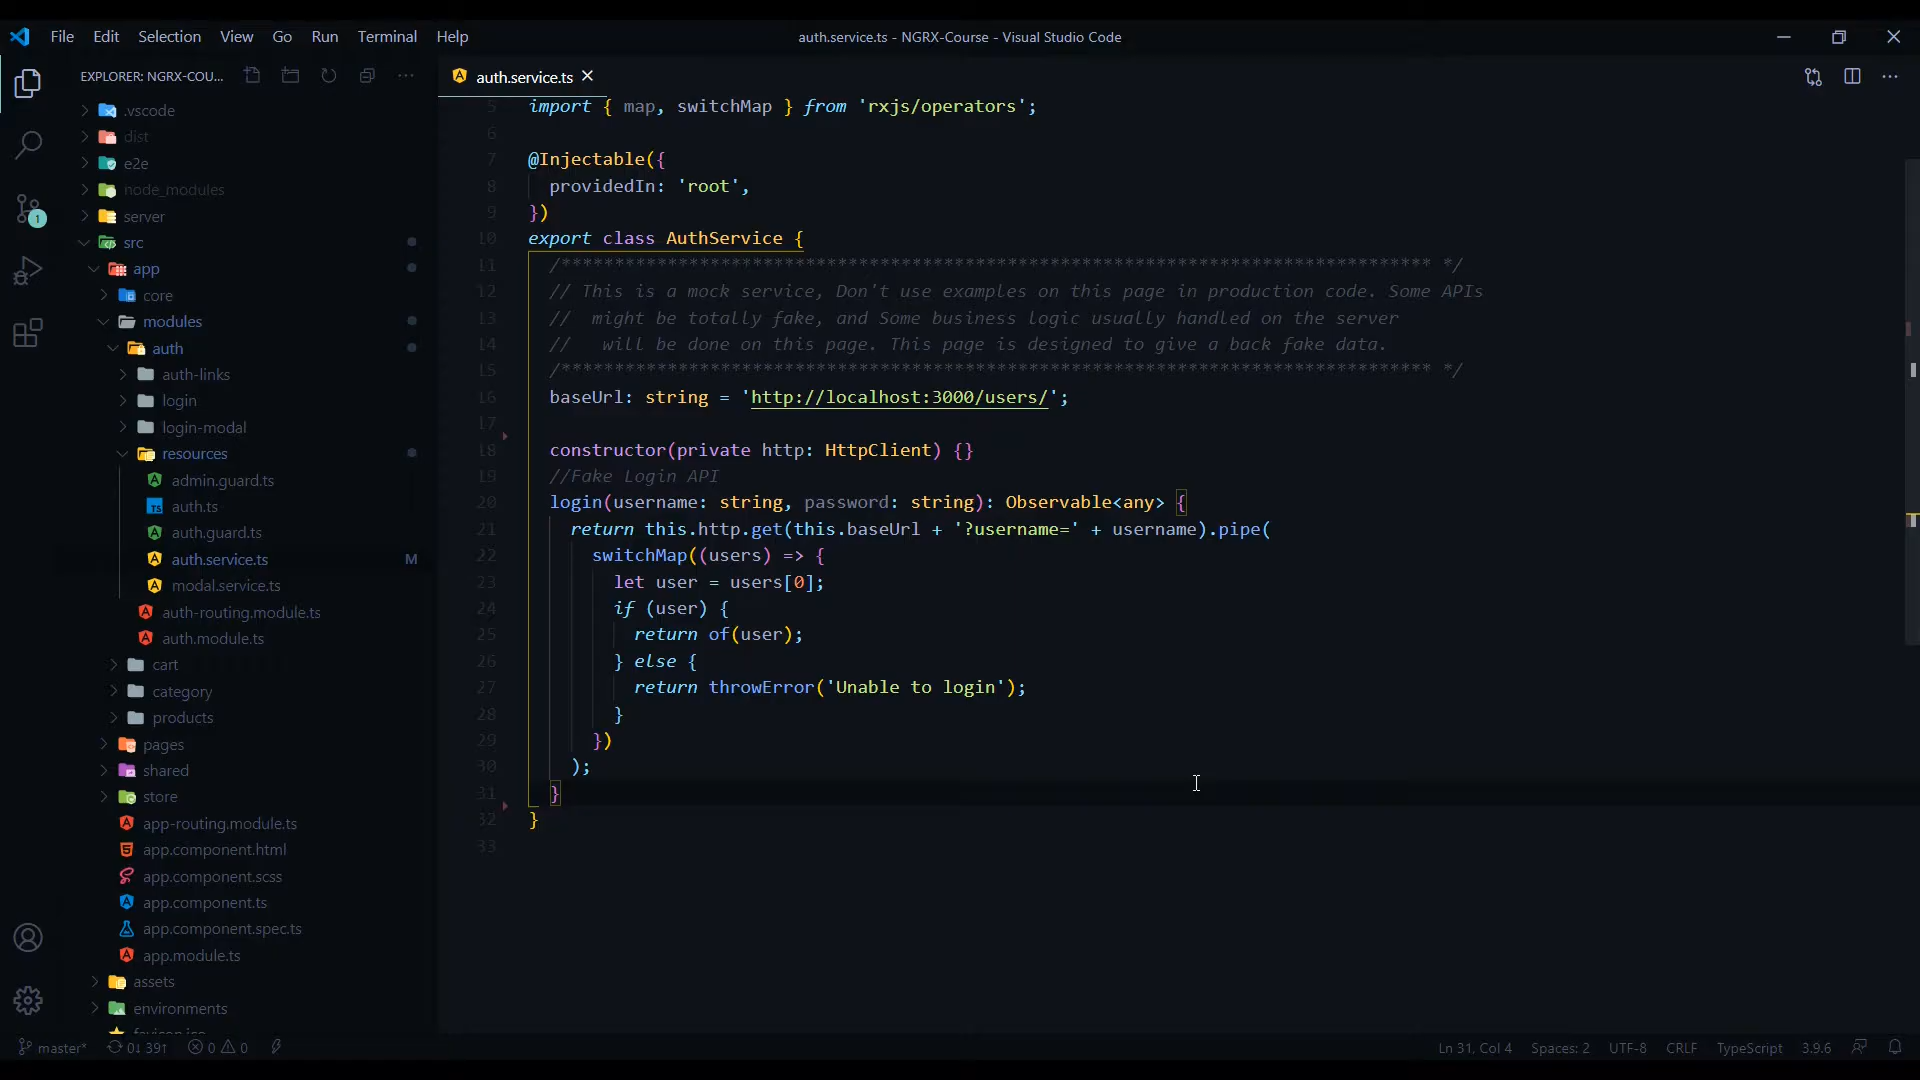 File Edit Selection View Go Run Terminal Help
auth.service.ts - NGRX-Course - Visual Studio Code
EXPLORER: NGRX-COU...
.vscode
dist
e2e
node_modules
server
src
app
core
modules
auth
auth-links
login
login-modal
resources
admin.guard.ts
auth.ts
auth.guard.ts
auth.service.ts M
modal.service.ts
auth-routing.module.ts
auth.module.ts
cart
category
products
pages
shared
store
app-routing.module.ts
app.component.html
app.component.scss
app.component.ts
app.component.spec.ts
app.module.ts
assets
environments
favicon.ico
1
TS
auth.service.ts
5 import { map, switchMap } from 'rxjs/operators';
6
7 @Injectable({
8 providedIn: 'root',
9 })
10 export class AuthService {
11 /********************************************************************************** */
12 // This is a mock service, Don't use examples on this page in production code. Some APIs
13 // might be totally fake, and Some business logic usually handled on the server
14 // will be done on this page. This page is designed to give a back fake data.
15 /********************************************************************************** */
16 baseUrl: string = 'http://localhost:3000/users/';
17
18 constructor(private http: HttpClient) {}
19 //Fake Login API
20 login(username: string, password: string): Observable<any> {
21 return this.http.get(this.baseUrl + '?username=' + username).pipe(
22 switchMap((users) => {
23 let user = users[0];
24 if (user) {
25 return of(user);
26 } else {
27 return throwError('Unable to login');
28 }
29 })
30 );
31 }
32 }
33
master* 0↓ 39↑ 0 0
Ln 31, Col 4 Spaces: 2 UTF-8 CRLF TypeScript 3.9.6